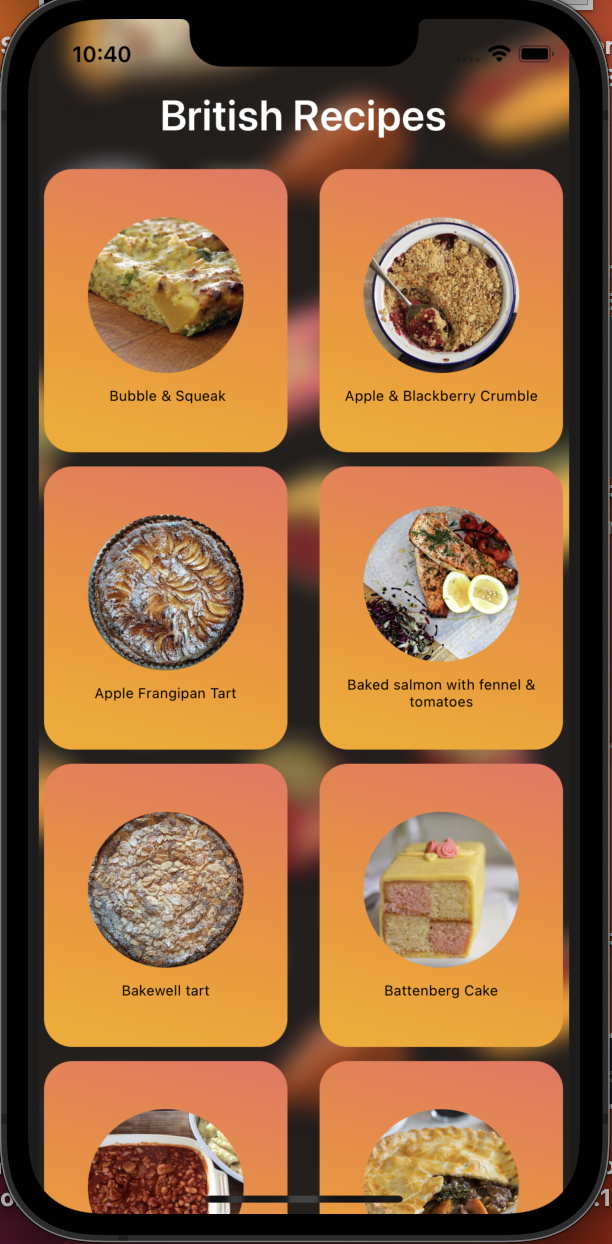 10:40
British Recipes
Bubble & Squeak
Apple & Blackberry Crumble
Apple Frangipan Tart
Baked salmon with fennel &
tomatoes
Bakewell tart
Battenberg Cake